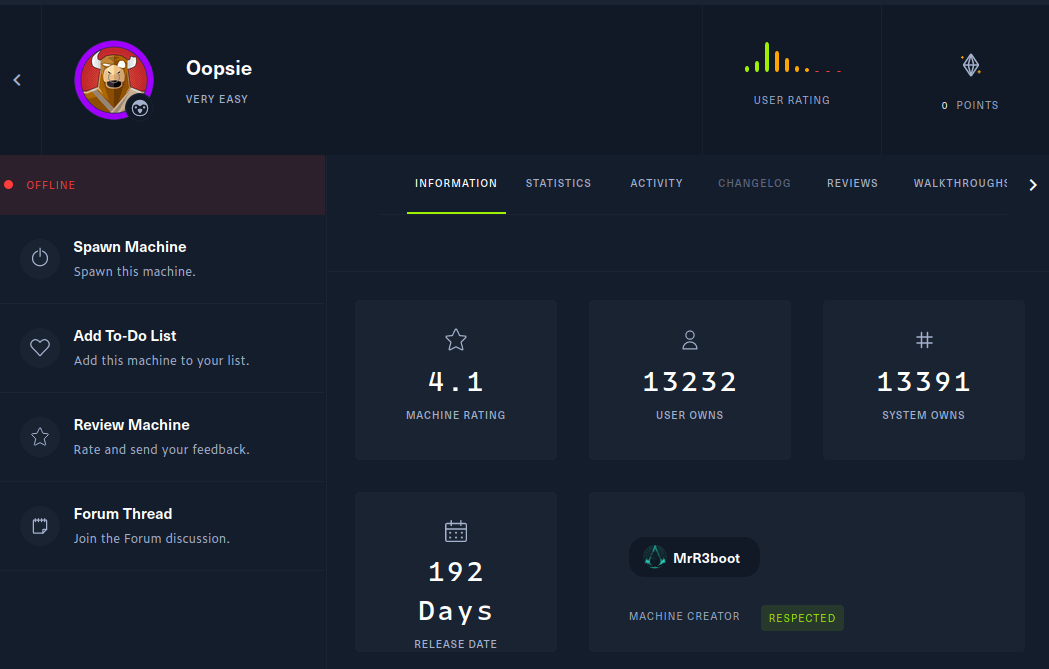 Oopsie
VERY EASY
USER RATING
0 POINTS
OFFLINE
INFORMATION STATISTICS ACTIVITY CHANGELOG REVIEWS WALKTHROUGHS
Spawn Machine
Spawn this machine.
Add To-Do List
Add this machine to your list.
Review Machine
Rate and send your feedback.
Forum Thread
Join the Forum discussion.
4.1
MACHINE RATING
13232
USER OWNS
13391
SYSTEM OWNS
192
Days
RELEASE DATE
MrR3boot
MACHINE CREATOR RESPECTED